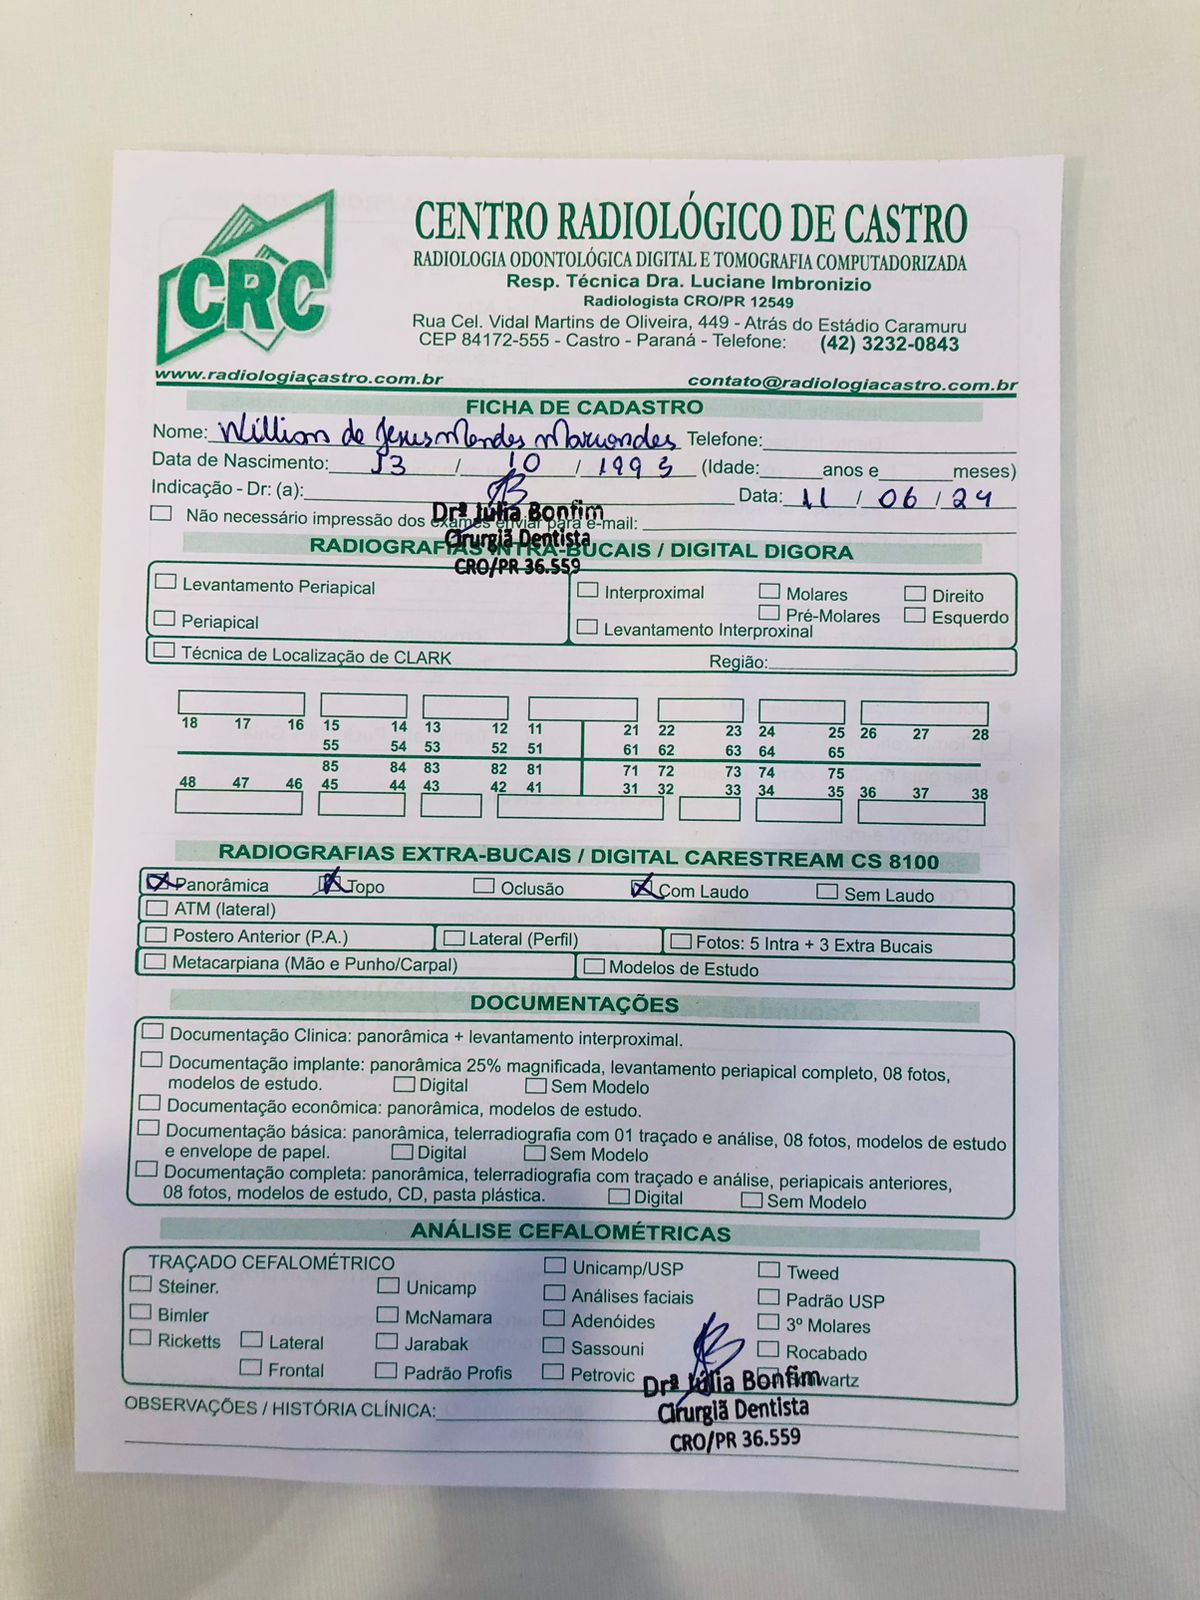 CRC
CENTRO RADIOLÓGICO DE CASTRO
RADIOLOGIA ODONTOLÓGICA DIGITAL E TOMOGRAFIA COMPUTADORIZADA
Resp. Técnica Dra. Luciane Imbronizio
Radiologista CRO/PR 12549
Rua Cel. Vidal Martins de Oliveira, 449 - Atrás do Estádio Caramuru
CEP 84172-555 - Castro - Paraná - Telefone: (42) 3232-0843
www.radiologiaçastro.com.br contato@radiologiacastro.com.br
FICHA DE CADASTRO
Nome: Willian de Jesus Mendes Telefone:
Data de Nascimento: 13 / 10 / 1993 (Idade: anos e meses)
Indicação - Dr: (a): Data: 11 / 06 / 24
Drª Júlia Bonfim
Não necessário impressão dos exames enviar para e-mail:
Cirurgiã Dentista
RADIOGRAFIAS INTRA-BUCAIS / DIGITAL DIGORA
CRO/PR 36.559
Levantamento Periapical Interproximal Molares Direito
Periapical Levantamento Interproxinal Pré-Molares Esquerdo
Técnica de Localização de CLARK Região:
18 17 16 15 14 13 12 11 21 22 23 24 25 26 27 28
55 54 53 52 51 61 62 63 64 65
85 84 83 82 81 71 72 73 74 75
48 47 46 45 44 43 42 41 31 32 33 34 35 36 37 38
RADIOGRAFIAS EXTRA-BUCAIS / DIGITAL CARESTREAM CS 8100
Panorâmica Topo Oclusão Com Laudo Sem Laudo
ATM (lateral)
Postero Anterior (P.A.) Lateral (Perfil) Fotos: 5 Intra + 3 Extra Bucais
Metacarpiana (Mão e Punho/Carpal) Modelos de Estudo
DOCUMENTAÇÕES
Documentação Clinica: panorâmica + levantamento interproximal.
Documentação implante: panorâmica 25% magnificada, levantamento periapical completo, 08 fotos,
modelos de estudo. Digital Sem Modelo
Documentação econômica: panorâmica, modelos de estudo.
Documentação básica: panorâmica, telerradiografia com 01 traçado e análise, 08 fotos, modelos de estudo
e envelope de papel. Digital Sem Modelo
Documentação completa: panorâmica, telerradiografia com traçado e análise, periapicais anteriores,
08 fotos, modelos de estudo, CD, pasta plástica. Digital Sem Modelo
ANÁLISE CEFALOMÉTRICAS
TRAÇADO CEFALOMÉTRICO Unicamp/USP Tweed
Steiner. Unicamp Análises faciais Padrão USP
Bimler McNamara Adenóides 3º Molares
Ricketts Lateral Jarabak Sassouni Rocabado
Frontal Padrão Profis Petrovic
Drª Júlia Bonfim
OBSERVAÇÕES / HISTÓRIA CLÍNICA:
Cirurgiã Dentista
CRO/PR 36.559